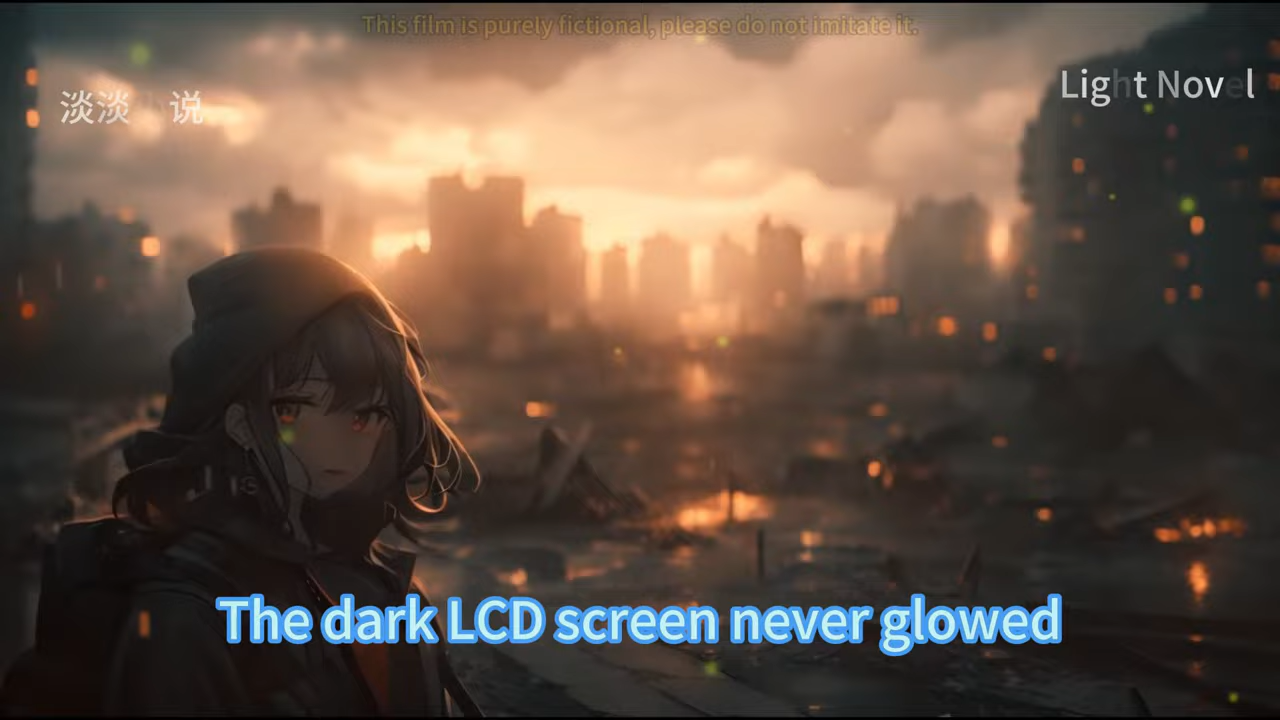 This film is purely fictional, please do not imitate it.
淡淡小说
Light Novel
The dark LCD screen never glowed